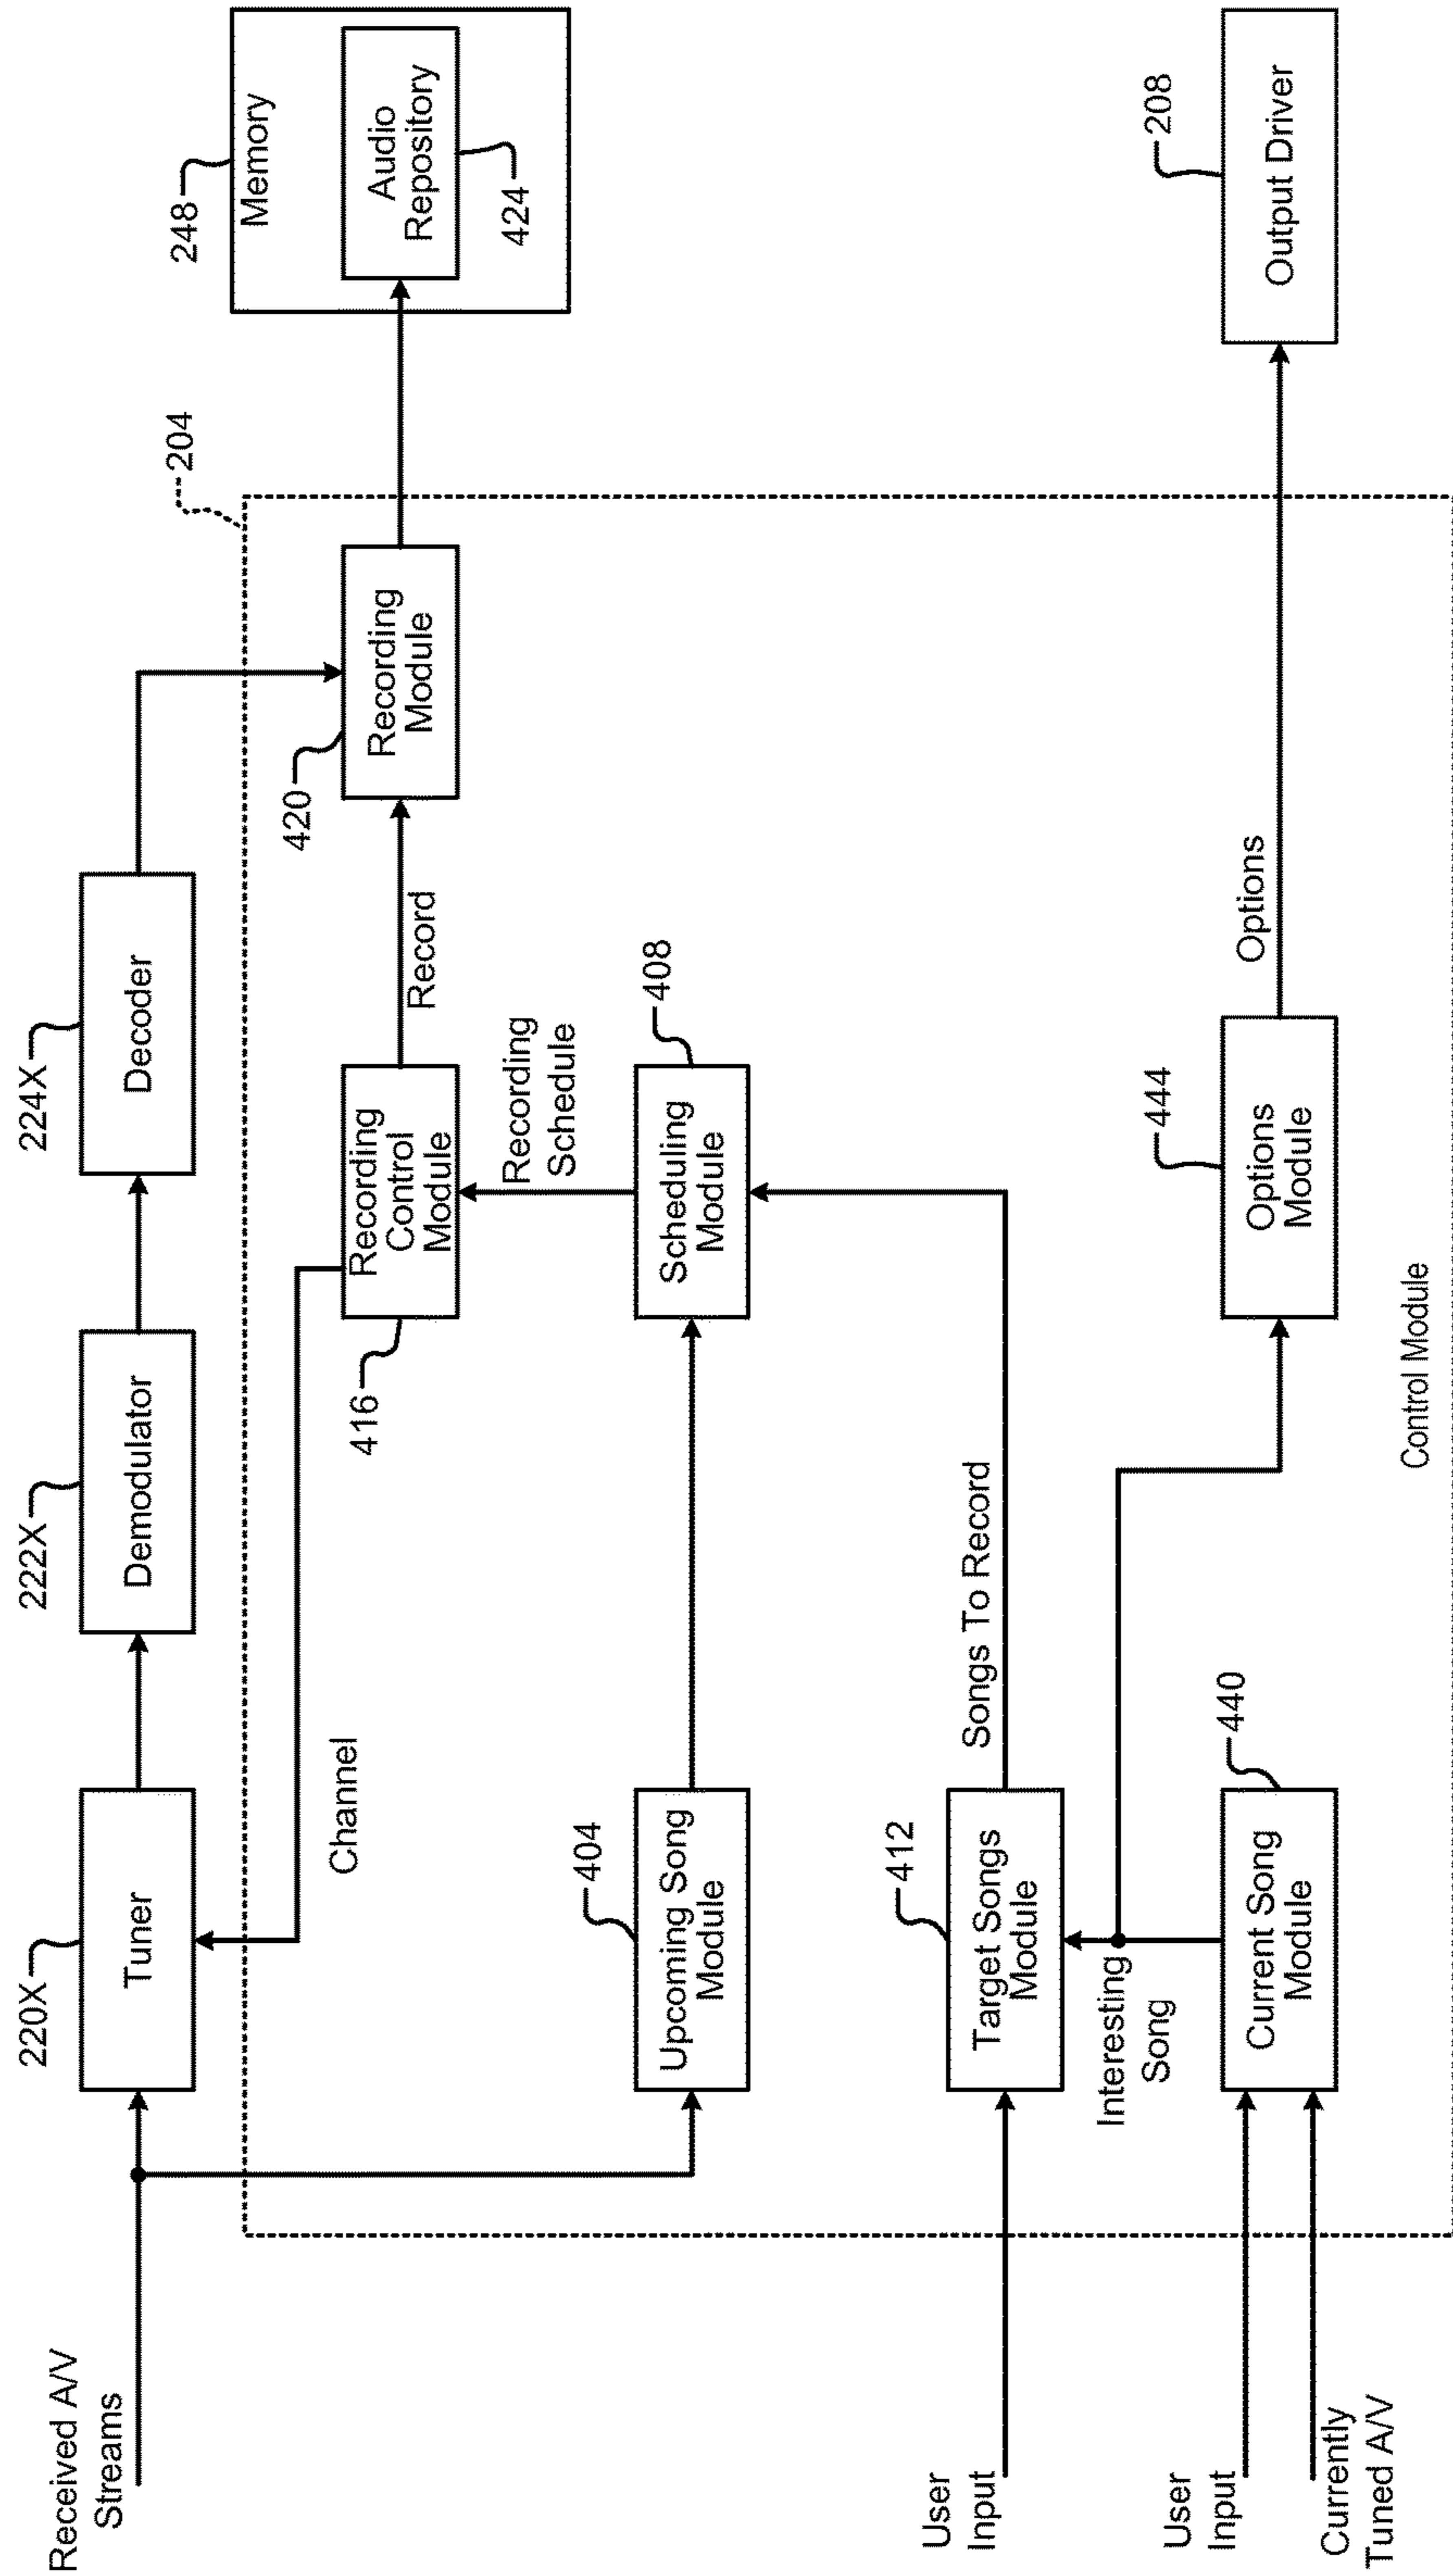 Received A/V
Streams
220X
Tuner
222X
Demodulator
224X
Decoder
204
248
Memory
Audio
Repository
424
Channel
416
Recording
Control
Module
Record
420
Recording
Module
Recording
Schedule
404
Upcoming Song
Module
408
Scheduling
Module
User
Input
412
Target Songs
Module
Songs To Record
Interesting
Song
User
Input
Currently
Tuned A/V
440
Current Song
Module
444
Options
Module
Options
208
Output Driver
Control Module